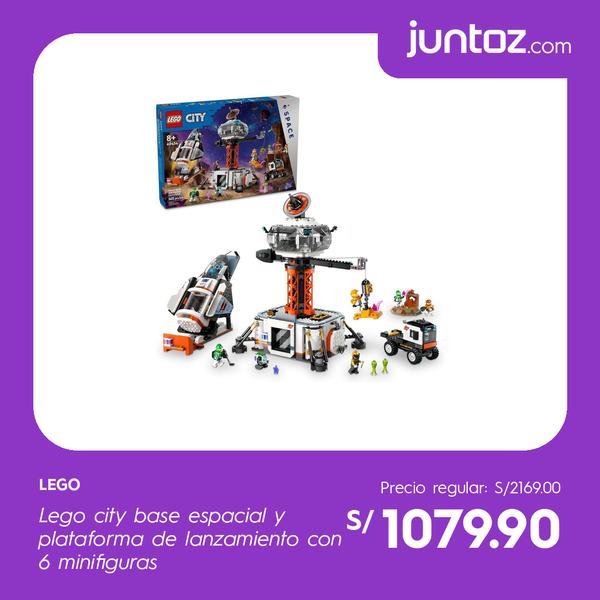 juntoz.com
LEGO CITY
SPACE
8+
LEGO
Precio regular: S/2169.00
Lego city base espacial y
plataforma de lanzamiento con
6 minifiguras
S/ 1079.90